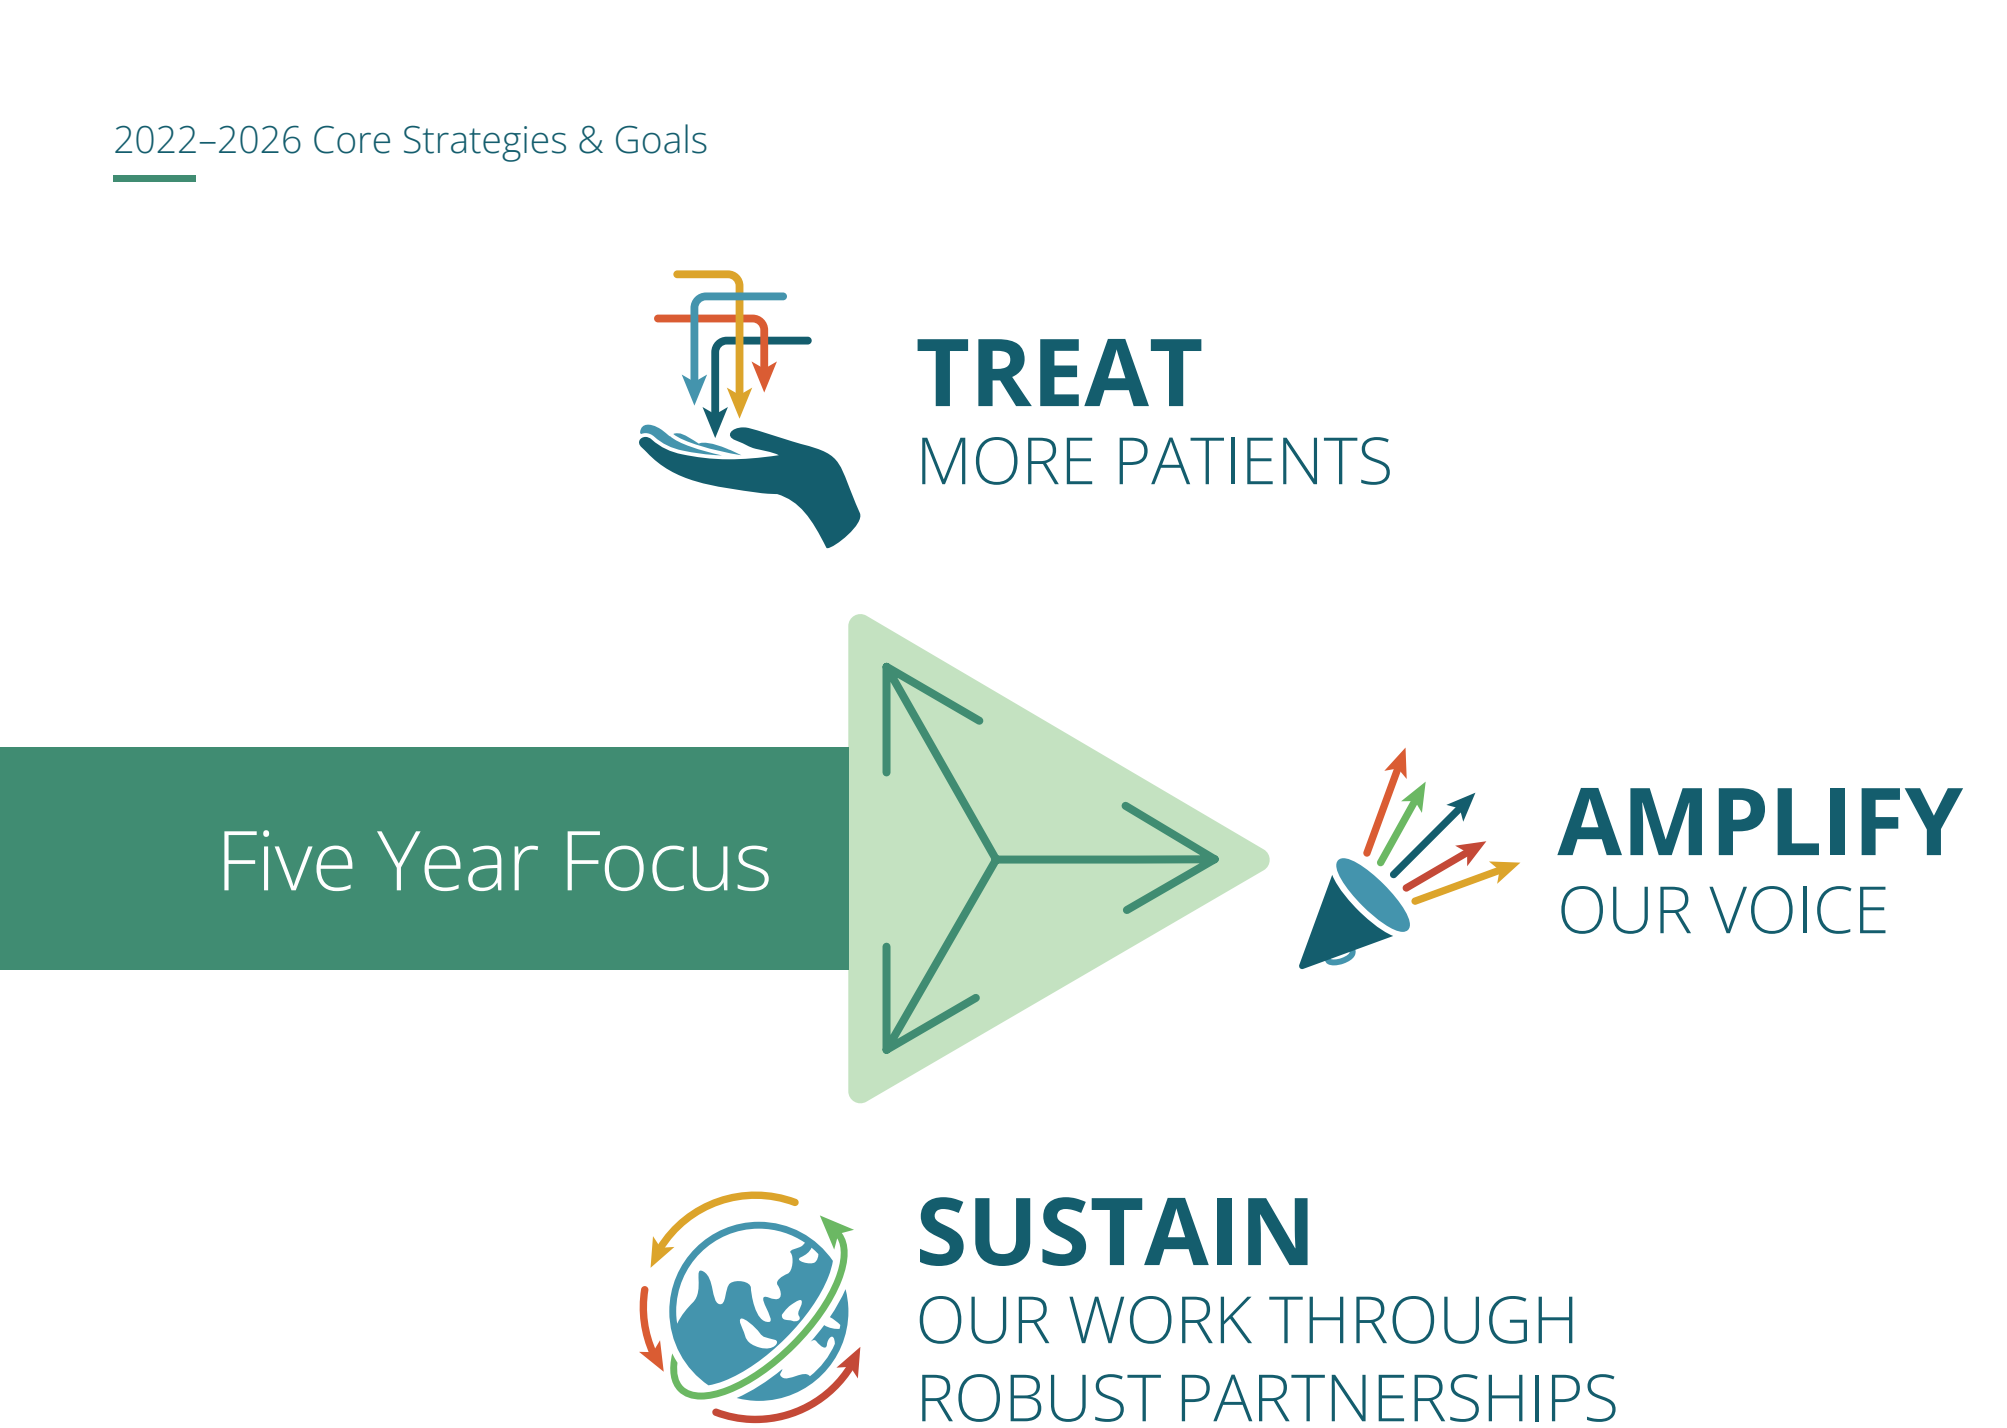 2022–2026 Core Strategies & Goals
TREAT
MORE PATIENTS
Five Year Focus
AMPLIFY
OUR VOICE
SUSTAIN
OUR WORK THROUGH
ROBUST PARTNERSHIPS